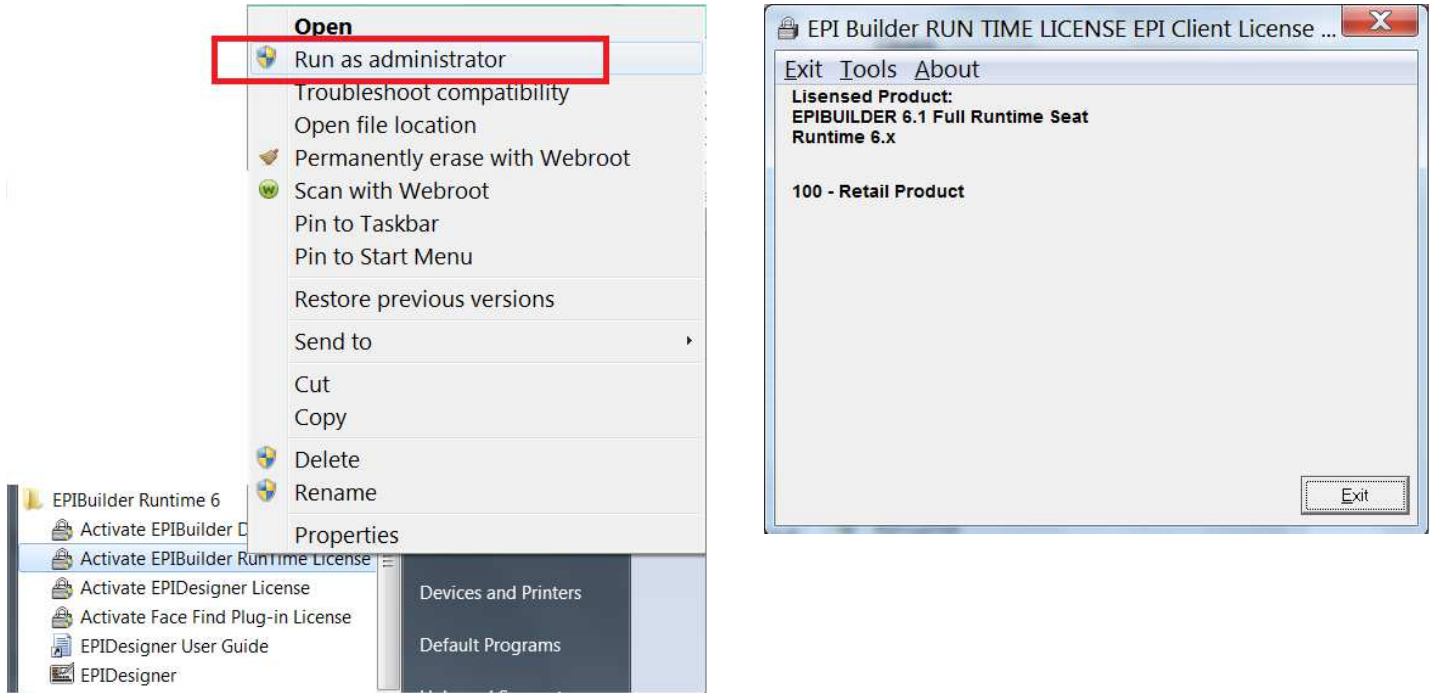 Open
Run as administrator
Troubleshoot compatibility
Open file location
Permanently erase with Webroot
Scan with Webroot
Pin to Taskbar
Pin to Start Menu
Restore previous versions
Send to
Cut
Copy
Delete
Rename
Properties
EPIBuilder Runtime 6
Activate EPIBuilder D
Activate EPIBuilder RunTime License
Activate EPIDesigner License
Activate Face Find Plug-in License
EPIDesigner User Guide
EPIDesigner
Devices and Printers
Default Programs
EPI Builder RUN TIME LICENSE EPI Client License ...
Exit Tools About
Lisensed Product:
EPIBUILDER 6.1 Full Runtime Seat
Runtime 6.x
100 - Retail Product
Exit